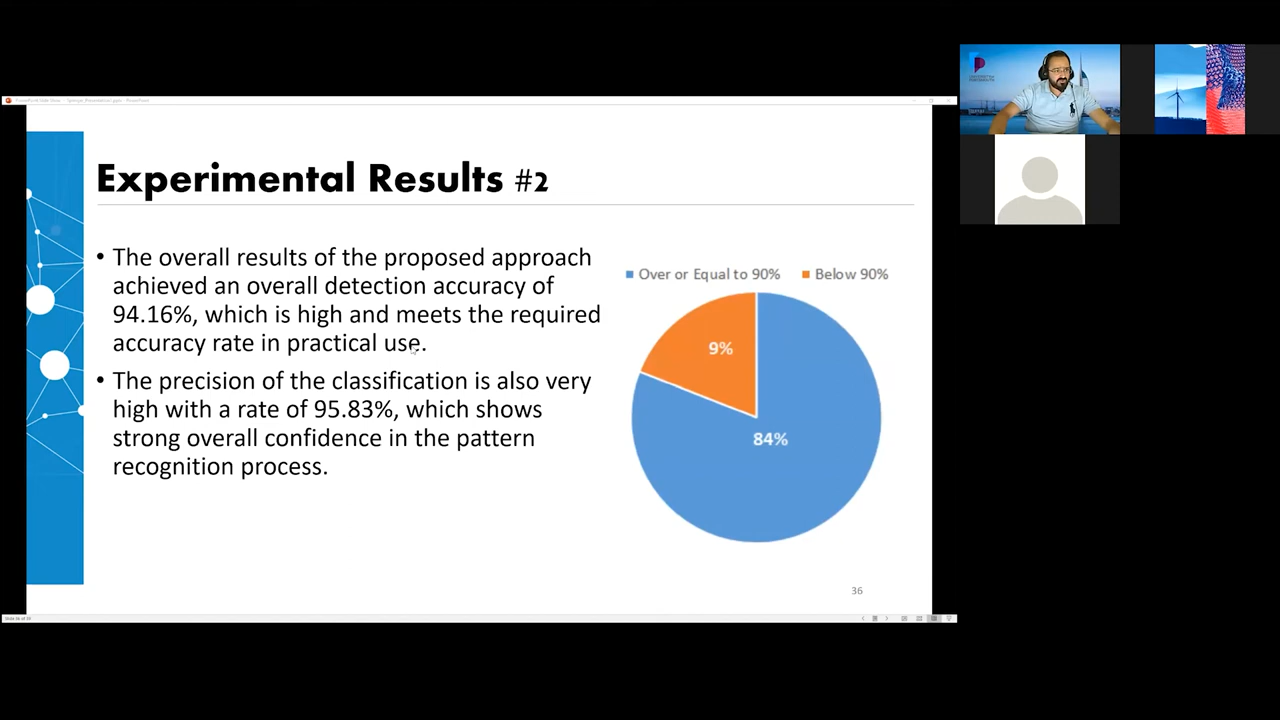 Experimental Results #2
• The overall results of the proposed approach
achieved an overall detection accuracy of
94.16%, which is high and meets the required
accuracy rate in practical use.
• The precision of the classification is also very
high with a rate of 95.83%, which shows
strong overall confidence in the pattern
recognition process.
Over or Equal to 90% Below 90%
9%
84%
36